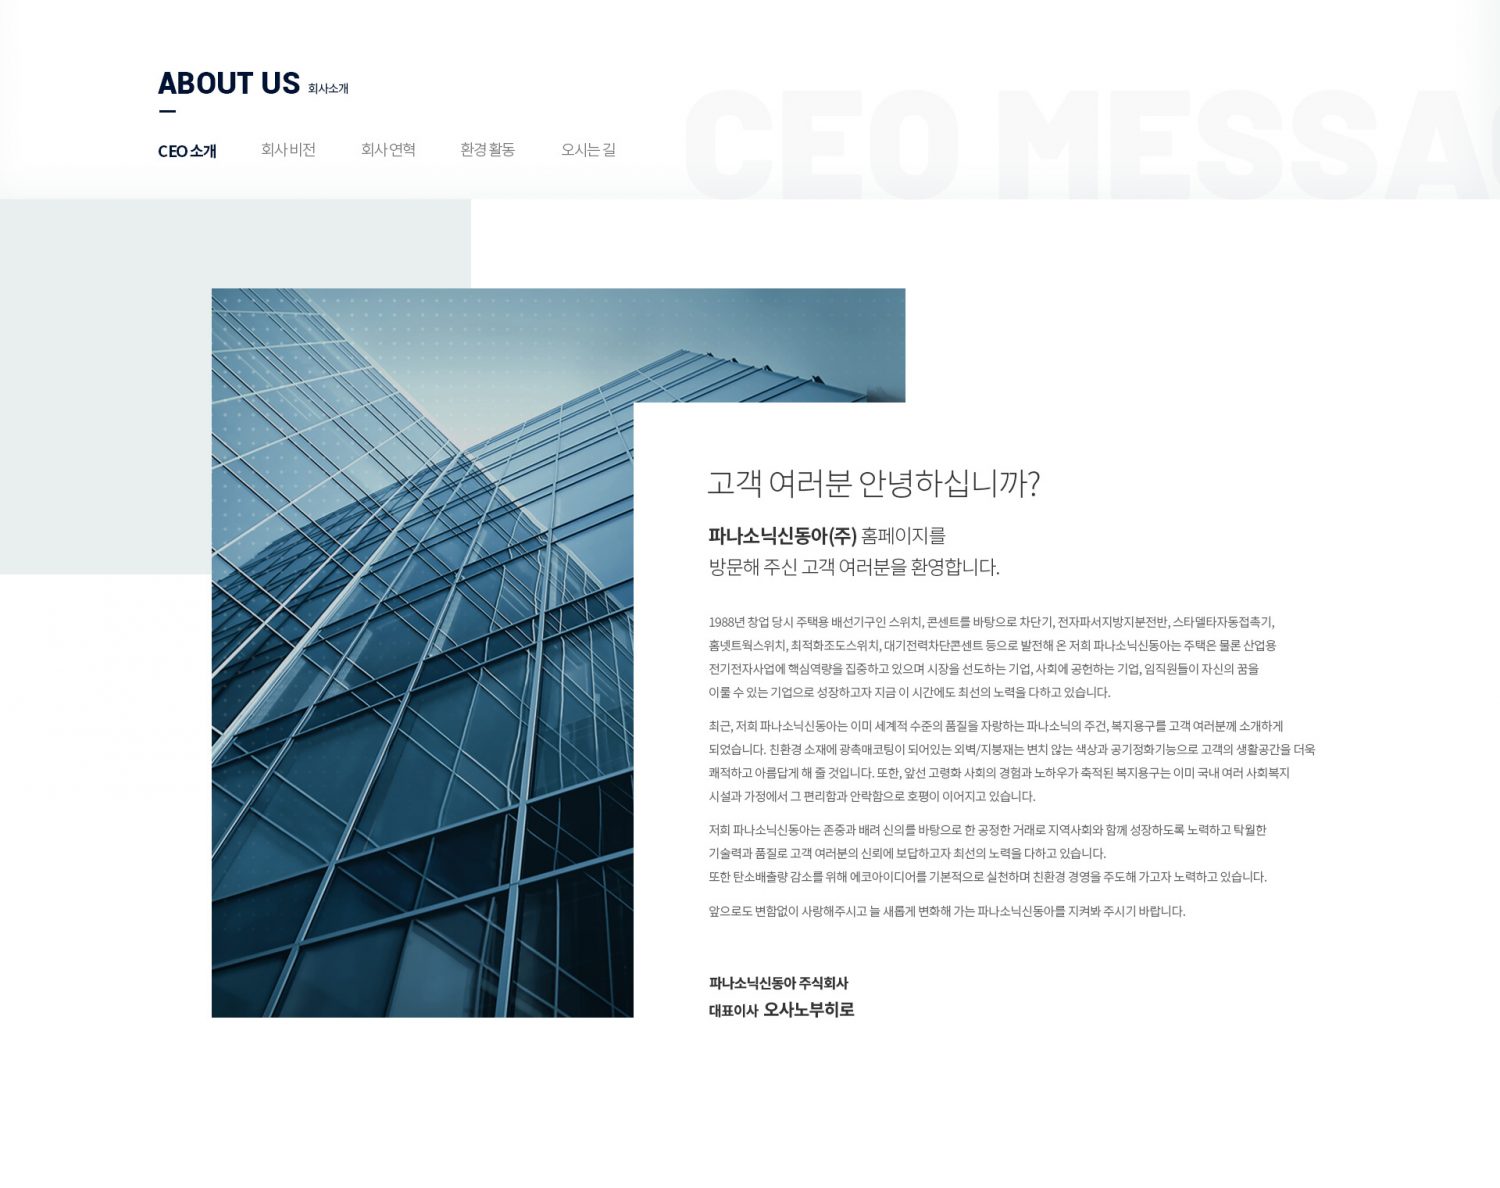 ABOUT US 회사소개
CEO 소개 회사 비전 회사 연혁 환경 활동 오시는 길
CEO MESSA
고객 여러분 안녕하십니까?
파나소닉신동아(주) 홈페이지를
방문해 주신 고객 여러분을 환영합니다.
1988년 창업 당시 주택용 배선기구인 스위치, 콘센트를 바탕으로 차단기, 전자파서지방지분전반, 스타델타자동접촉기,
홈넷트웍스위치, 최적화조도스위치, 대기전력차단콘센트 등으로 발전해 온 저희 파나소닉신동아는 주택은 물론 산업용
전기전자사업에 핵심역량을 집중하고 있으며 시장을 선도하는 기업, 사회에 공헌하는 기업, 임직원들이 자신의 꿈을
이룰 수 있는 기업으로 성장하고자 지금 이 시간에도 최선의 노력을 다하고 있습니다.
최근, 저희 파나소닉신동아는 이미 세계적 수준의 품질을 자랑하는 파나소닉의 주건, 복지용구를 고객 여러분께 소개하게
되었습니다. 친환경 소재에 광촉매코팅이 되어있는 외벽/지붕재는 변치 않는 색상과 공기정화기능으로 고객의 생활공간을 더욱
쾌적하고 아름답게 해 줄 것입니다. 또한, 앞선 고령화 사회의 경험과 노하우가 축적된 복지용구는 이미 국내 여러 사회복지
시설과 가정에서 그 편리함과 안락함으로 호평이 이어지고 있습니다.
저희 파나소닉신동아는 존중과 배려 신의를 바탕으로 한 공정한 거래로 지역사회와 함께 성장하도록 노력하고 탁월한
기술력과 품질로 고객 여러분의 신뢰에 보답하고자 최선의 노력을 다하고 있습니다.
또한 탄소배출량 감소를 위해 에코아이디어를 기본적으로 실천하며 친환경 경영을 주도해 가고자 노력하고 있습니다.
앞으로도 변함없이 사랑해주시고 늘 새롭게 변화해 가는 파나소닉신동아를 지켜봐 주시기 바랍니다.
파나소닉신동아 주식회사
대표이사 오사노부히로